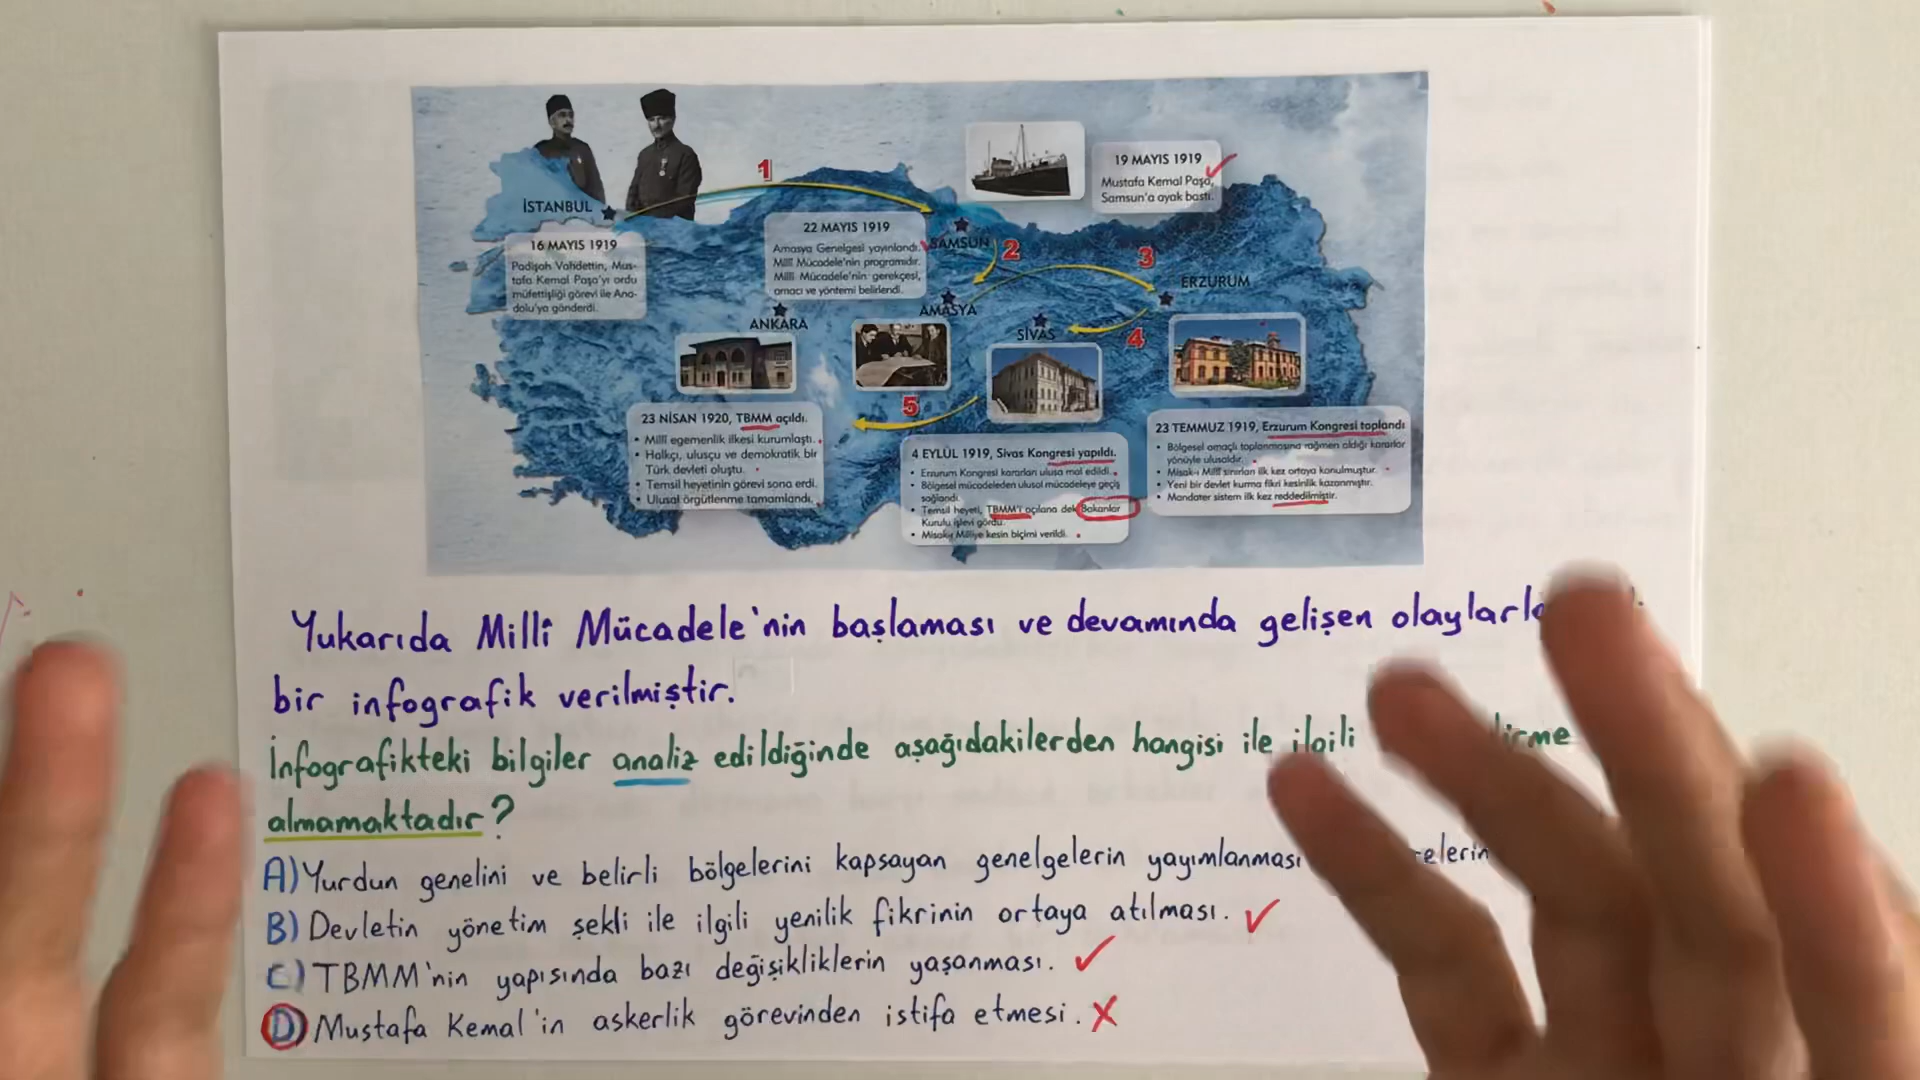 1
İSTANBUL
16 MAYIS 1919
Padişah Vahdettin, Mus-
tafa Kemal Paşa'yı ordu
müfettişliği görevi ile Ana-
dolu'ya gönderdi.
19 MAYIS 1919
Mustafa Kemal Paşa,
Samsun'a ayak bastı.
SAMSUN
2
22 MAYIS 1919
Amasya Genelgesi yayınlandı.
Millî Mücadele'nin programıdır.
Millî Mücadele'nin gerekçesi,
amacı ve yöntemi belirlendi.
AMASYA
3
ERZURUM
SİVAS
4
ANKARA
5
23 NİSAN 1920, TBMM açıldı.
• Millî egemenlik ilkesi kurumlaştı.
• Halkçı, ulusçu ve demokratik bir
Türk devleti oluştu.
• Temsil heyetinin görevi sona erdi.
• Ulusal örgütlenme tamamlandı.
4 EYLÜL 1919, Sivas Kongresi yapıldı.
• Erzurum Kongresi kararları ulusa mal edildi.
• Bölgesel mücadeleden ulusal mücadeleye geçiş
sağlandı.
• Temsil heyeti, TBMM'i açılana dek Bakanlar
Kurulu işlevi gördü.
• Misak-ı Milliye kesin biçimi verildi.
23 TEMMUZ 1919, Erzurum Kongresi toplandı
• Bölgesel amaçlı toplanmasına rağmen aldığı kararlar
yönüyle ulusaldır.
• Misak-ı Millî sınırları ilk kez ortaya konulmuştur.
• Yeni bir devlet kurma fikri kesinlik kazanmıştır.
• Mandater sistem ilk kez reddedilmiştir.
Yukarıda Millî Mücadele'nin başlaması ve devamında gelişen olaylarla
bir infografik verilmiştir.
İnfografikteki bilgiler analiz edildiğinde aşağıdakilerden hangisi ile ilgili
almamaktadır?
A) Yurdun genelini ve belirli bölgelerini kapsayan genelgelerin yayımlanması
B) Devletin yönetim şekli ile ilgili yenilik fikrinin ortaya atılması.
C) TBMM'nin yapısında bazı değişikliklerin yaşanması.
D) Mustafa Kemal'in askerlik görevinden istifa etmesi.